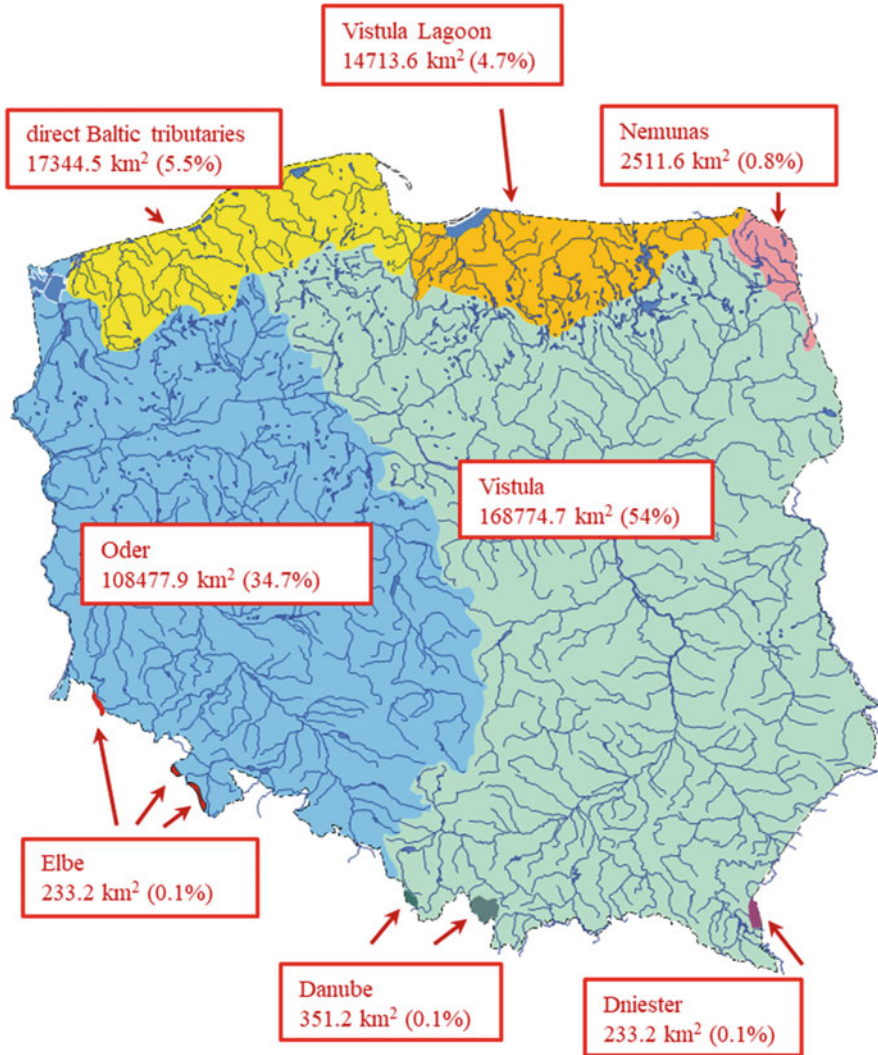 Vistula Lagoon
14713.6 km² (4.7%)
direct Baltic tributaries
17344.5 km² (5.5%)
Nemunas
2511.6 km² (0.8%)
Vistula
168774.7 km² (54%)
Oder
108477.9 km² (34.7%)
Elbe
233.2 km² (0.1%)
Danube
351.2 km² (0.1%)
Dniester
233.2 km² (0.1%)